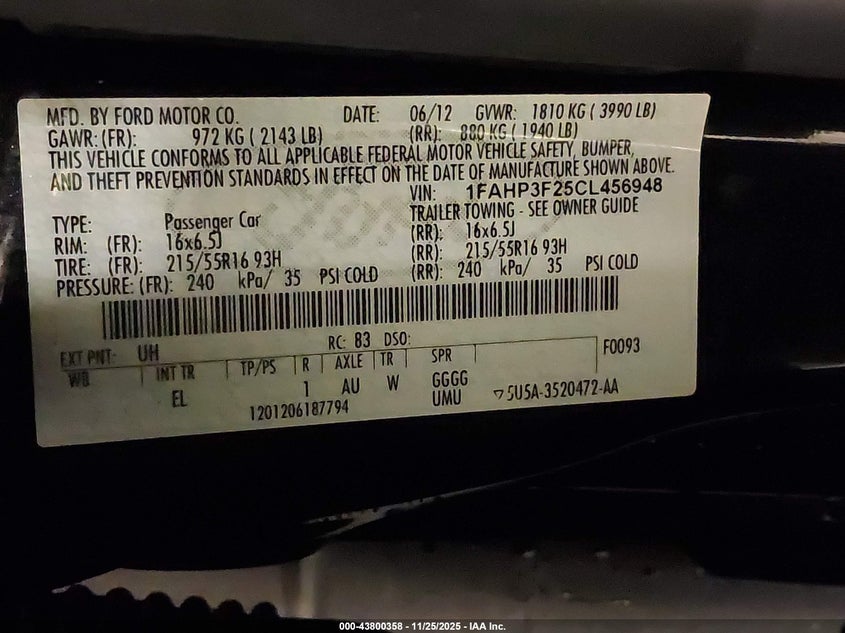 MFD. BY FORD MOTOR CO. DATE: 06/12 GVWR: 1810 KG ( 3990 LB)
GAWR: (FR): 972 KG ( 2143 LB) (RR): 880 KG ( 1940 LB)
THIS VEHICLE CONFORMS TO ALL APPLICABLE FEDERAL MOTOR VEHICLE SAFETY, BUMPER,
AND THEFT PREVENTION STANDARDS IN EFFECT ON THE DATE OF MANUFACTURE SHOWN ABOVE.
VIN: 1FAHP3F25CL456948
TYPE: Passenger Car TRAILER TOWING - SEE OWNER GUIDE
RIM: (FR): 16x6.5J (RR): 16x6.5J
TIRE: (FR): 215/55R16 93H (RR): 215/55R16 93H
PRESSURE: (FR): 240 kPa/ 35 PSI COLD (RR): 240 kPa/ 35 PSI COLD
EXT PNT: UH RC: 83 DSO: F0093
WB INT TR TP/PS R AXLE TR SPR
EL 1 AU W GGGG
1201206187794 UMU ▽5U5A-3520472-AA
000-43800358 - 11/25/2025 - IAA Inc.